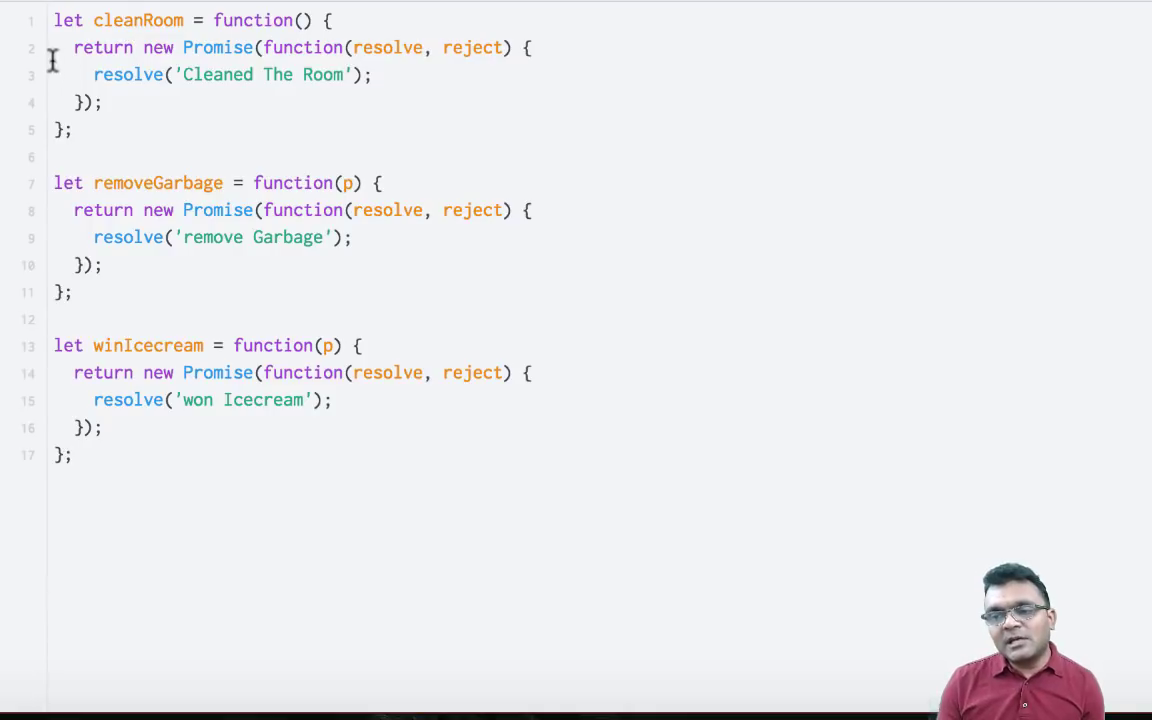 1 let cleanRoom = function() {
2 return new Promise(function(resolve, reject) {
3 resolve('Cleaned The Room');
4 });
5 };
6
7 let removeGarbage = function(p) {
8 return new Promise(function(resolve, reject) {
9 resolve('remove Garbage');
10 });
11 };
12
13 let winIcecream = function(p) {
14 return new Promise(function(resolve, reject) {
15 resolve('won Icecream');
16 });
17 };